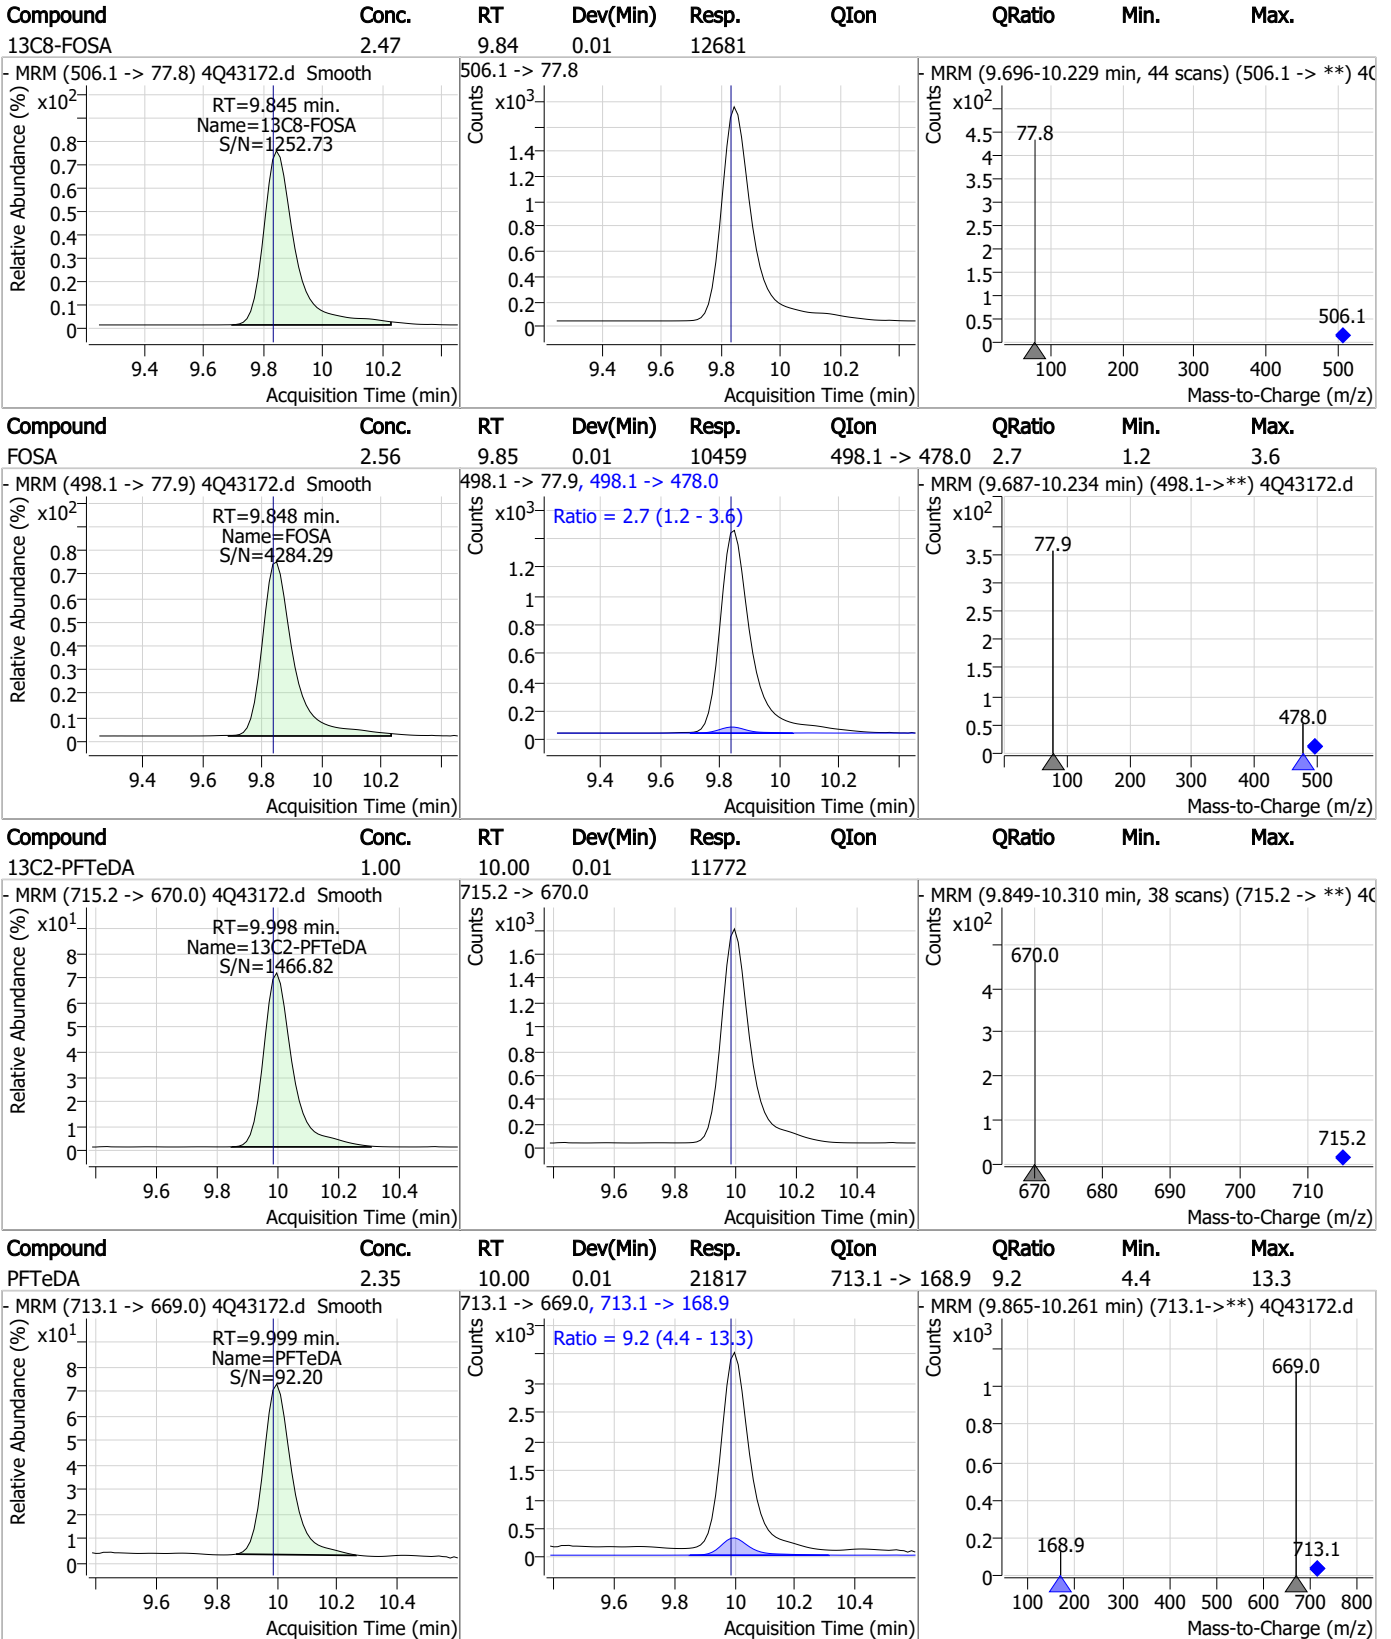 Compound Conc. RT Dev(Min) Resp. QIon QRatio Min. Max.
13C8-FOSA 2.47 9.84 0.01 12681
- MRM (506.1 -> 77.8) 4Q43172.d Smooth
506.1 -> 77.8
- MRM (9.696-10.229 min, 44 scans) (506.1 -> **) 4Q
Relative Abundance (%)
x10²
RT=9.845 min.
Name=13C8-FOSA
S/N=1252.73
0.8
0.7
0.6
0.5
0.4
0.3
0.2
0.1
0
9.4 9.6 9.8 10 10.2
Acquisition Time (min)
Counts
x10³
1.4
1.2
1
0.8
0.6
0.4
0.2
0
9.4 9.6 9.8 10 10.2
Acquisition Time (min)
Counts
x10²
4.5
4
3.5
3
2.5
2
1.5
1
0.5
0
77.8
506.1
100 200 300 400 500
Mass-to-Charge (m/z)
Compound Conc. RT Dev(Min) Resp. QIon QRatio Min. Max.
FOSA 2.56 9.85 0.01 10459 498.1 -> 478.0 2.7 1.2 3.6
- MRM (498.1 -> 77.9) 4Q43172.d Smooth
498.1 -> 77.9, 498.1 -> 478.0
- MRM (9.687-10.234 min) (498.1->**) 4Q43172.d
Relative Abundance (%)
x10²
RT=9.848 min.
Name=FOSA
S/N=4284.29
0.8
0.7
0.6
0.5
0.4
0.3
0.2
0.1
0
9.4 9.6 9.8 10 10.2
Acquisition Time (min)
Counts
x10³
Ratio = 2.7 (1.2 - 3.6)
1.2
1
0.8
0.6
0.4
0.2
0
9.4 9.6 9.8 10 10.2
Acquisition Time (min)
Counts
x10²
3.5
3
2.5
2
1.5
1
0.5
0
77.9
478.0
100 200 300 400 500
Mass-to-Charge (m/z)
Compound Conc. RT Dev(Min) Resp. QIon QRatio Min. Max.
13C2-PFTeDA 1.00 10.00 0.01 11772
- MRM (715.2 -> 670.0) 4Q43172.d Smooth
715.2 -> 670.0
- MRM (9.849-10.310 min, 38 scans) (715.2 -> **) 4Q
Relative Abundance (%)
x10¹
RT=9.998 min.
Name=13C2-PFTeDA
S/N=1466.82
8
7
6
5
4
3
2
1
0
9.6 9.8 10 10.2 10.4
Acquisition Time (min)
Counts
x10³
1.6
1.4
1.2
1
0.8
0.6
0.4
0.2
0
9.6 9.8 10 10.2 10.4
Acquisition Time (min)
Counts
x10²
4
3
2
1
0
670.0
715.2
670 680 690 700 710
Mass-to-Charge (m/z)
Compound Conc. RT Dev(Min) Resp. QIon QRatio Min. Max.
PFTeDA 2.35 10.00 0.01 21817 713.1 -> 168.9 9.2 4.4 13.3
- MRM (713.1 -> 669.0) 4Q43172.d Smooth
713.1 -> 669.0, 713.1 -> 168.9
- MRM (9.865-10.261 min) (713.1->**) 4Q43172.d
Relative Abundance (%)
x10¹
RT=9.999 min.
Name=PFTeDA
S/N=92.20
8
7
6
5
4
3
2
1
0
9.6 9.8 10 10.2 10.4
Acquisition Time (min)
Counts
x10³
Ratio = 9.2 (4.4 - 13.3)
3
2.5
2
1.5
1
0.5
0
9.6 9.8 10 10.2 10.4
Acquisition Time (min)
Counts
x10³
1
0.8
0.6
0.4
0.2
0
669.0
168.9
713.1
100 200 300 400 500 600 700 800
Mass-to-Charge (m/z)